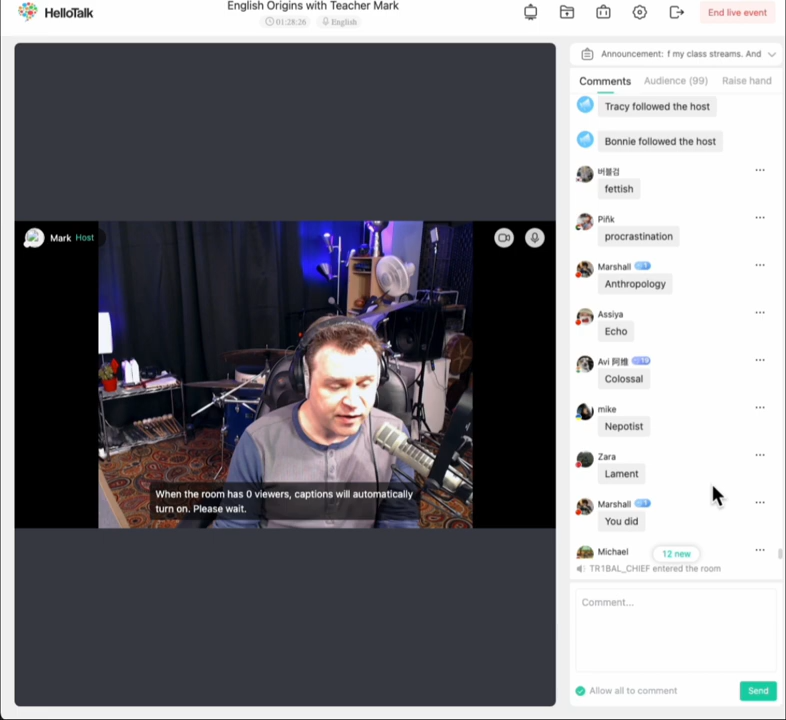 HelloTalk
English Origins with Teacher Mark
01:28:26
English
End live event
Announcement: f my class streams. And
Comments
Audience (99)
Raise hand
Mark Host
When the room has 0 viewers, captions will automatically
turn on. Please wait.
Tracy followed the host
Bonnie followed the host
버블검
fettish
Piñk
procrastination
Marshall
Anthropology
Assiya
Echo
Avi 阿維
Colossal
mike
Nepotist
Zara
Lament
Marshall
You did
Michael
12 new
TR1BAL_CHIEF entered the room
Comment...
Allow all to comment
Send